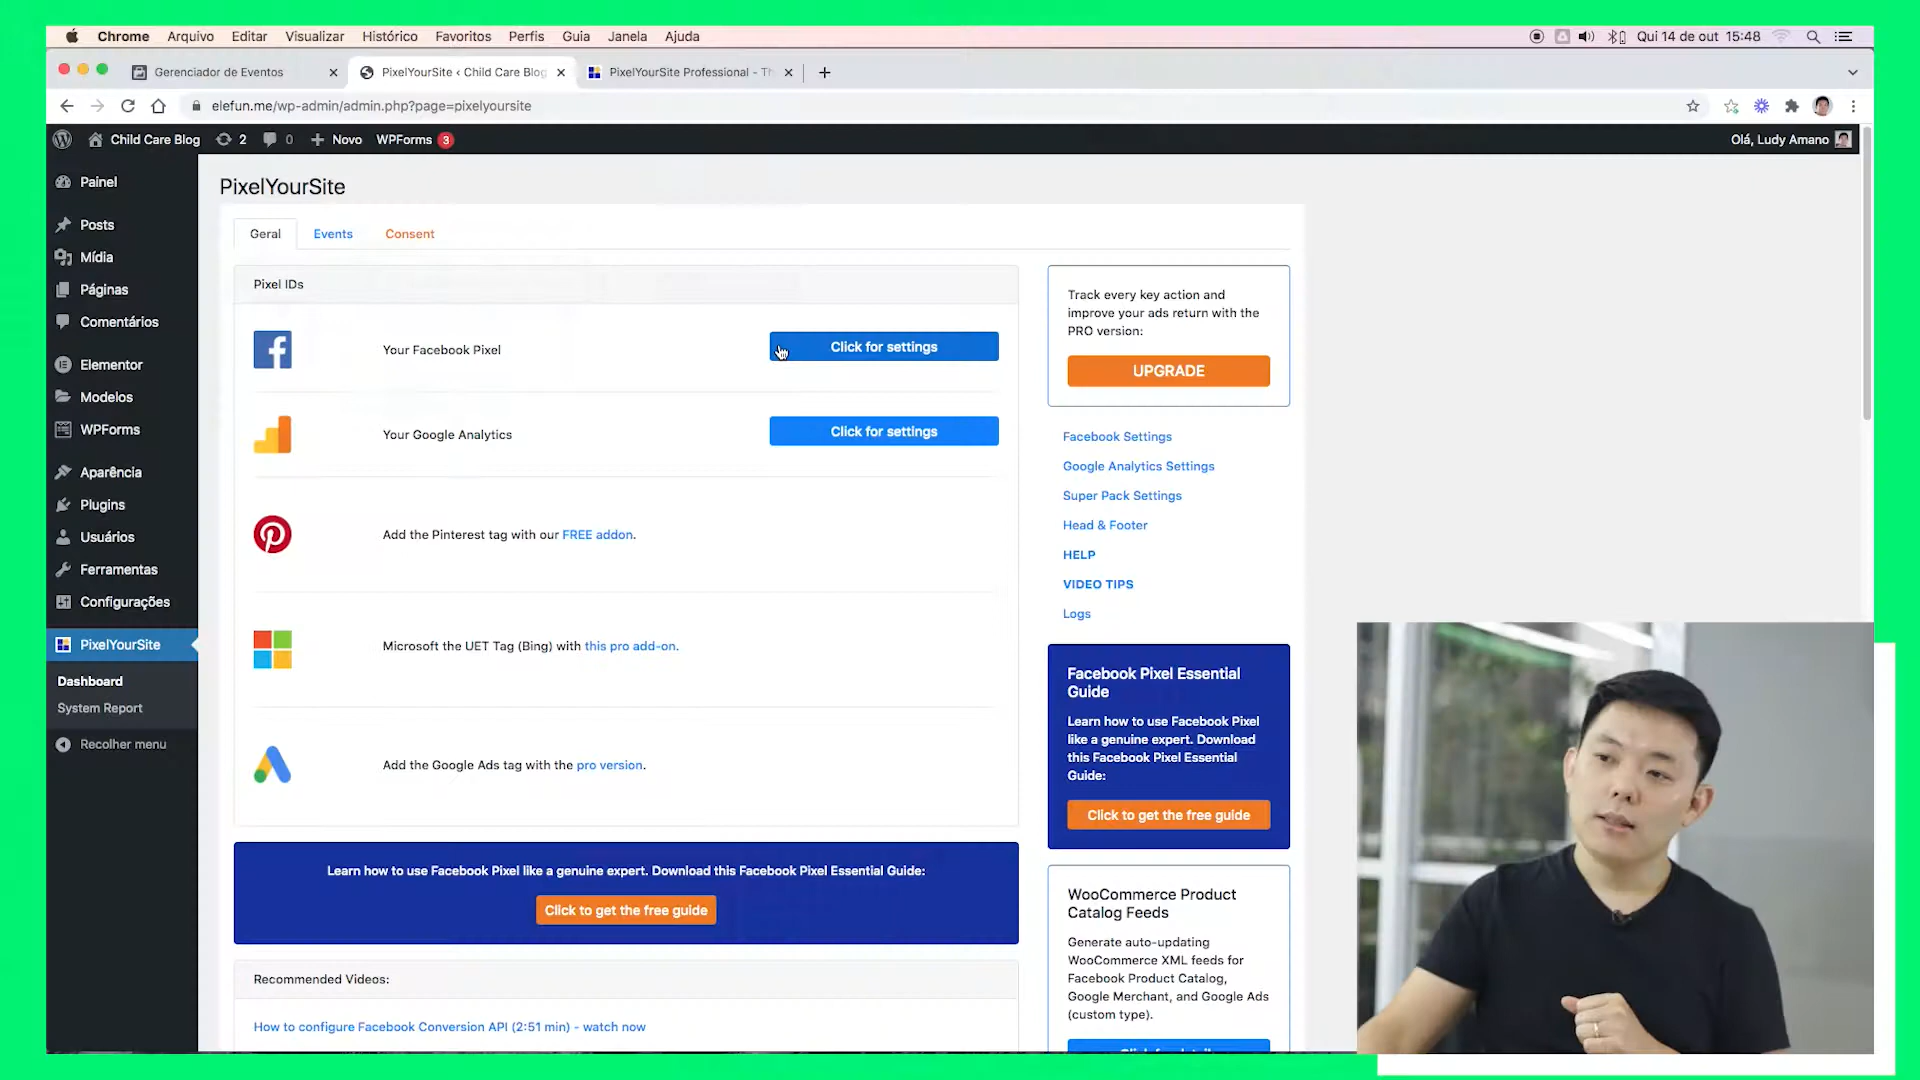 Chrome Arquivo Editar Visualizar Histórico Favoritos Perfis Guia Janela Ajuda
Qui 14 de out 15:48
Gerenciador de Eventos
PixelYourSite ‹ Child Care Blog
PixelYourSite Professional - Th
elefun.me/wp-admin/admin.php?page=pixelyoursite
Child Care Blog 2 0 Novo WPForms 3
Olá, Ludy Amano
Painel
Posts
Mídia
Páginas
Comentários
Elementor
Modelos
WPForms
Aparência
Plugins
Usuários
Ferramentas
Configurações
PixelYourSite
Dashboard
System Report
Recolher menu
PixelYourSite
Geral Events Consent
Pixel IDs
Your Facebook Pixel
Click for settings
Your Google Analytics
Click for settings
Add the Pinterest tag with our FREE addon.
Microsoft the UET Tag (Bing) with this pro add-on.
Add the Google Ads tag with the pro version.
Learn how to use Facebook Pixel like a genuine expert. Download this Facebook Pixel Essential Guide:
Click to get the free guide
Recommended Videos:
How to configure Facebook Conversion API (2:51 min) - watch now
Track every key action and
improve your ads return with the
PRO version:
UPGRADE
Facebook Settings
Google Analytics Settings
Super Pack Settings
Head & Footer
HELP
VIDEO TIPS
Logs
Facebook Pixel Essential
Guide
Learn how to use Facebook Pixel
like a genuine expert. Download
this Facebook Pixel Essential
Guide:
Click to get the free guide
WooCommerce Product
Catalog Feeds
Generate auto-updating
WooCommerce XML feeds for
Facebook Product Catalog,
Google Merchant, and Google Ads
(custom type).